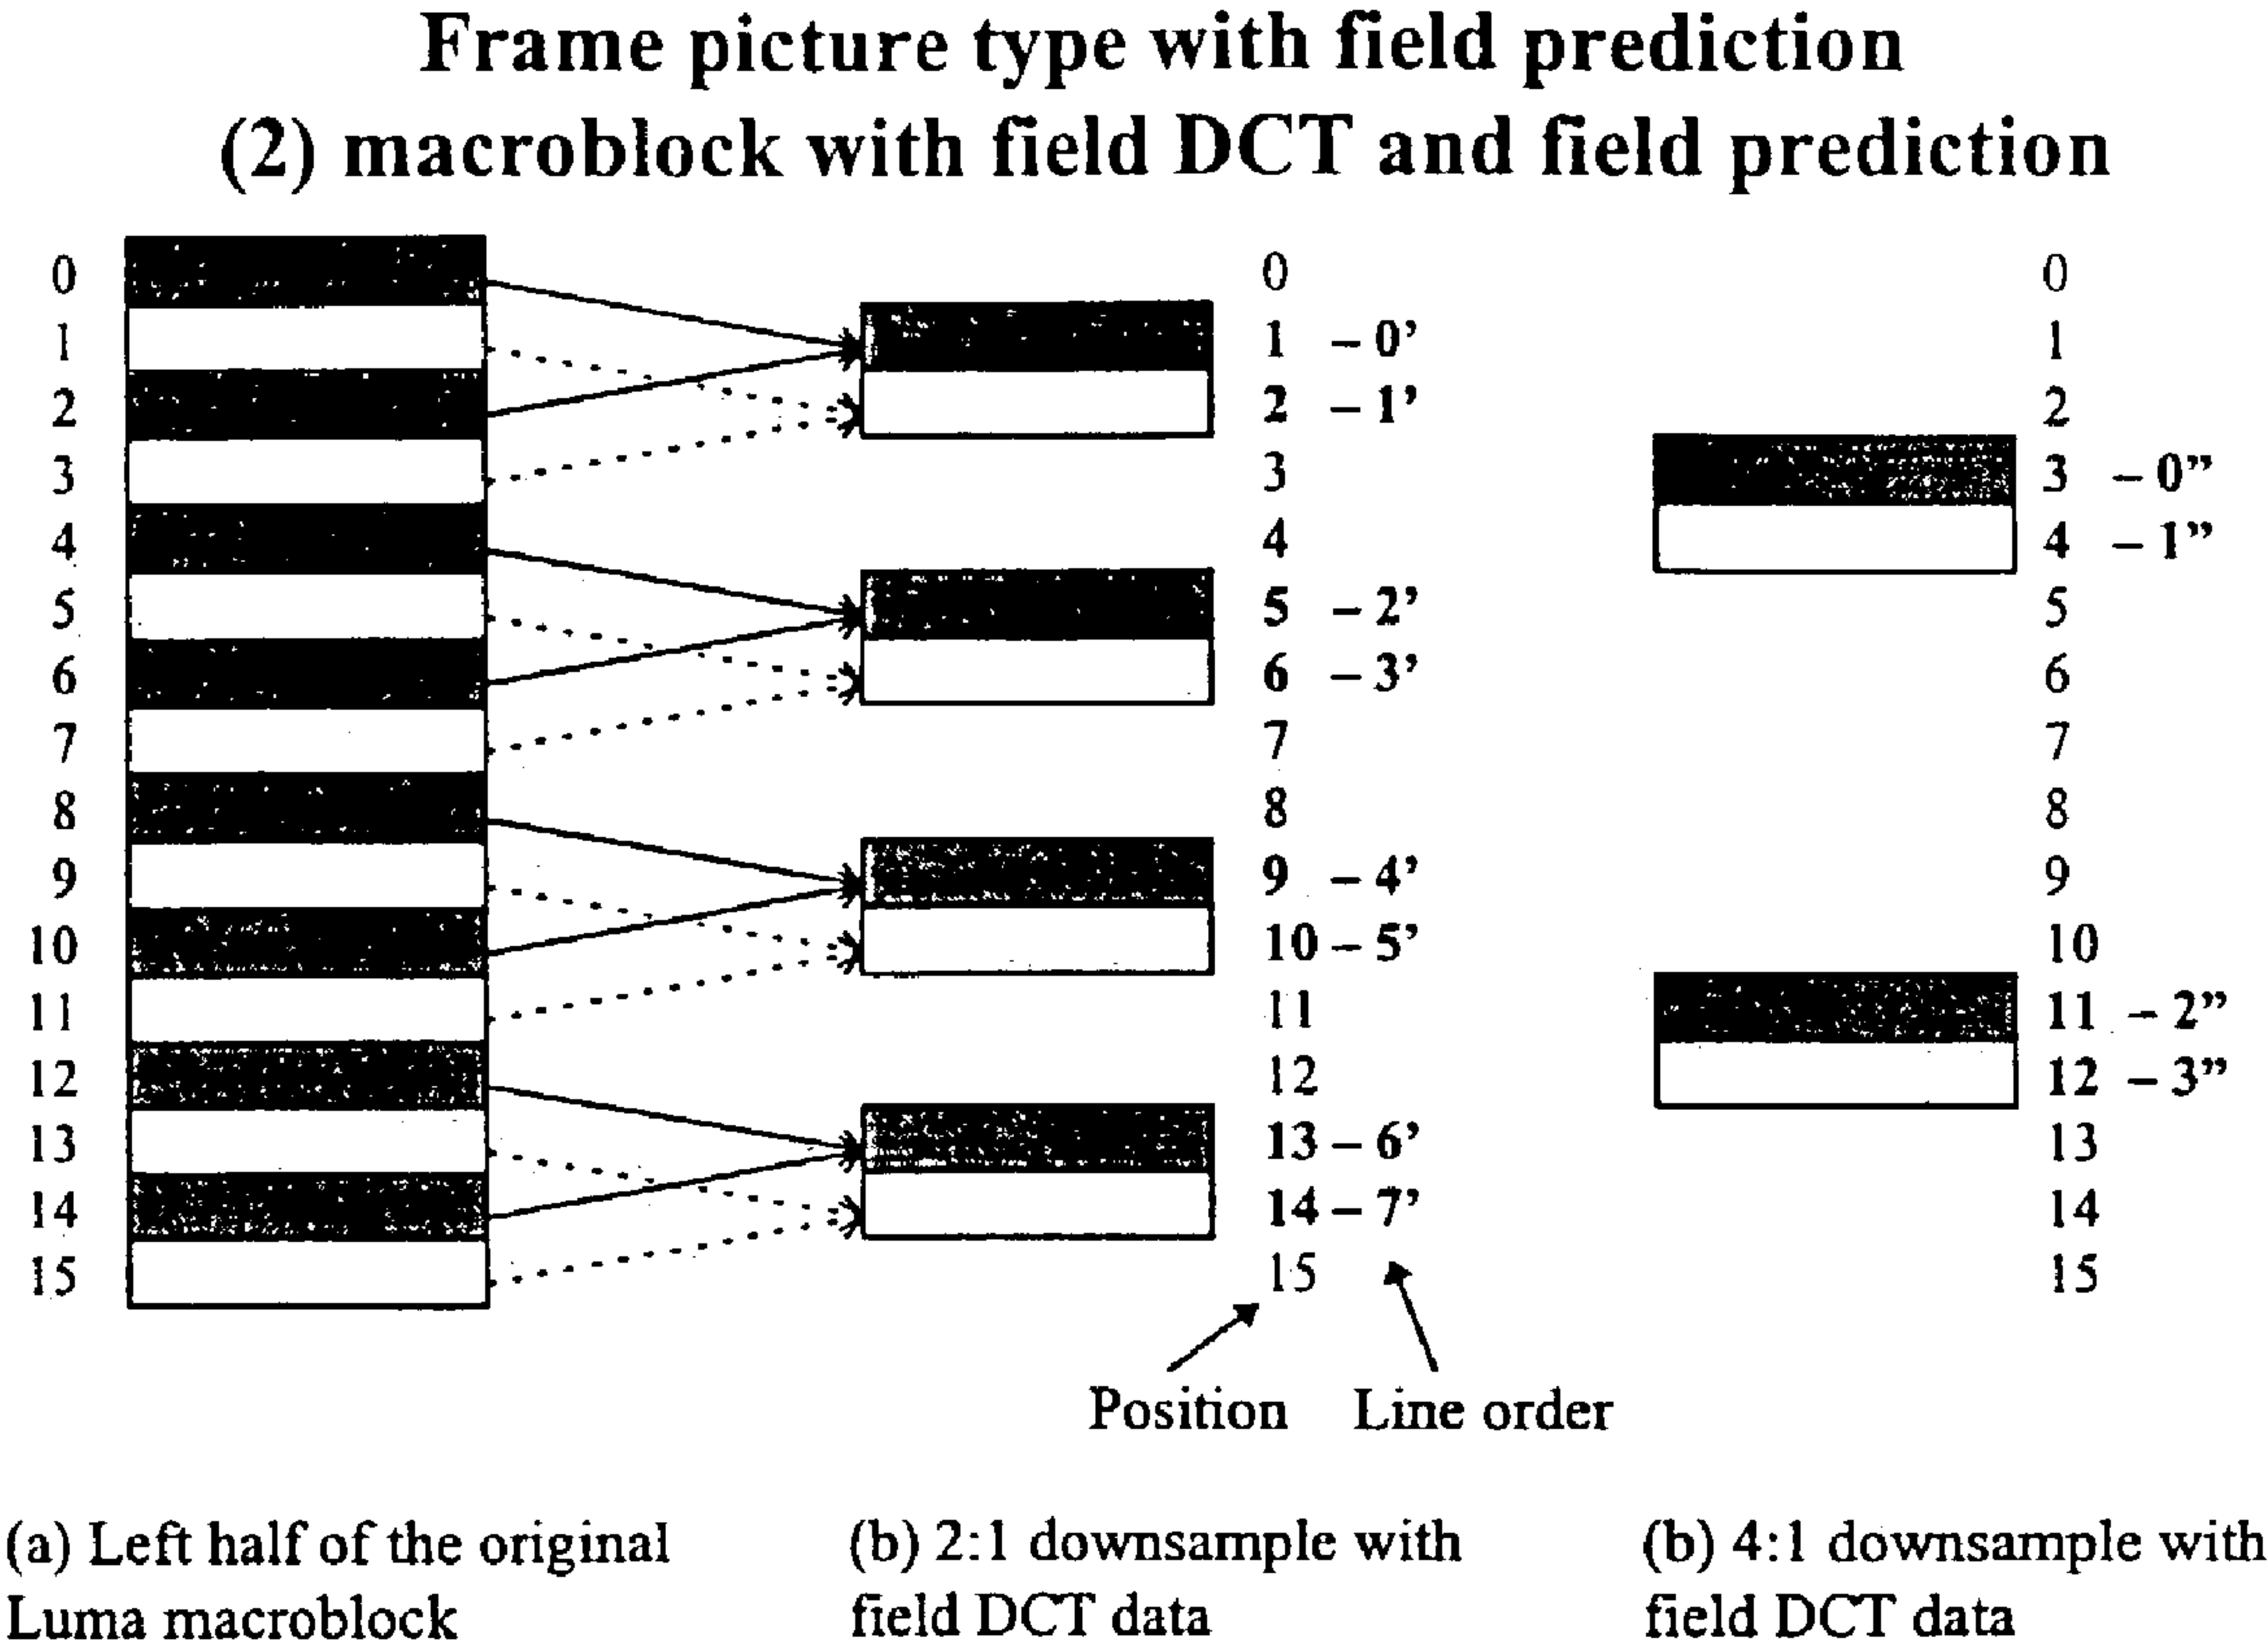 Frame picture type with field prediction
(2) macroblock with field DCT and field prediction
0
1
2
3
4
5
6
7
8
9
10
11
12
13
14
15
0
1 – 0’
2 – 1’
3
4
5 – 2’
6 – 3’
7
8
9 – 4’
10 – 5’
11
12
13 – 6’
14 – 7’
15
Position
Line order
0
1
2
3 – 0”
4 – 1”
5
6
7
8
9
10
11 – 2”
12 – 3”
13
14
15
(a) Left half of the original
Luma macroblock
(b) 2:1 downsample with
field DCT data
(b) 4:1 downsample with
field DCT data